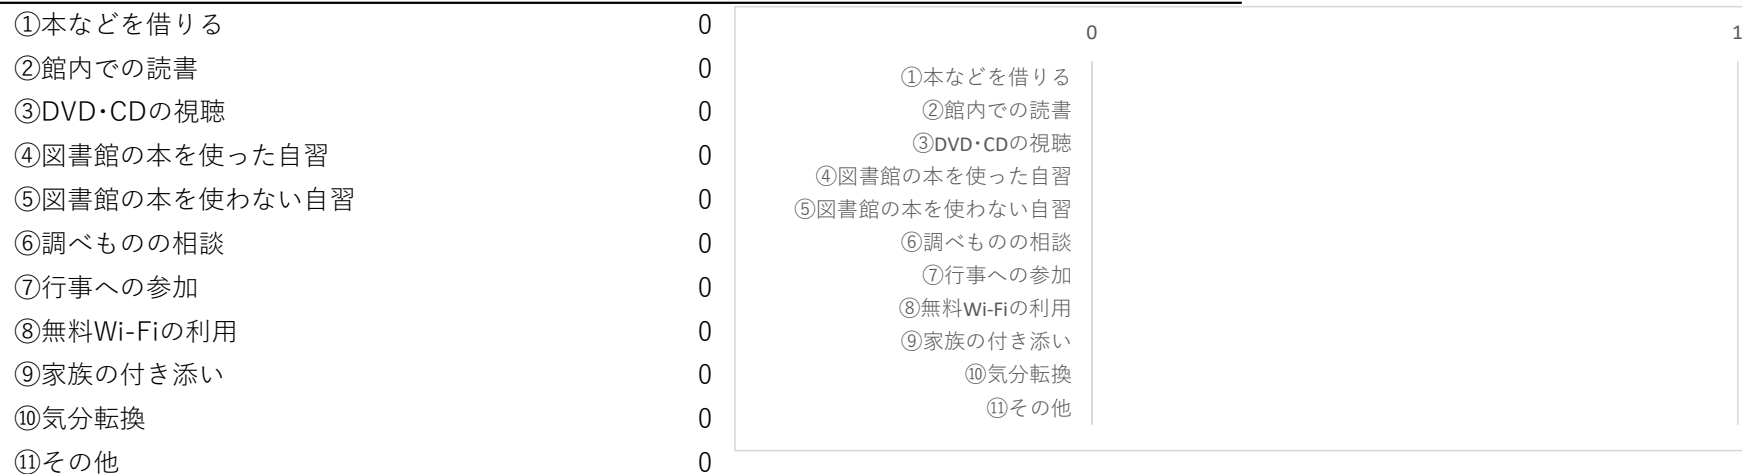 ①本などを借りる 0
②館内での読書 0
③DVD･CDの視聴 0
④図書館の本を使った自習 0
⑤図書館の本を使わない自習 0
⑥調べものの相談 0
⑦行事への参加 0
⑧無料Wi-Fiの利用 0
⑨家族の付き添い 0
⑩気分転換 0
⑪その他 0
0 1
①本などを借りる
②館内での読書
③DVD･CDの視聴
④図書館の本を使った自習
⑤図書館の本を使わない自習
⑥調べものの相談
⑦行事への参加
⑧無料Wi-Fiの利用
⑨家族の付き添い
⑩気分転換
⑪その他